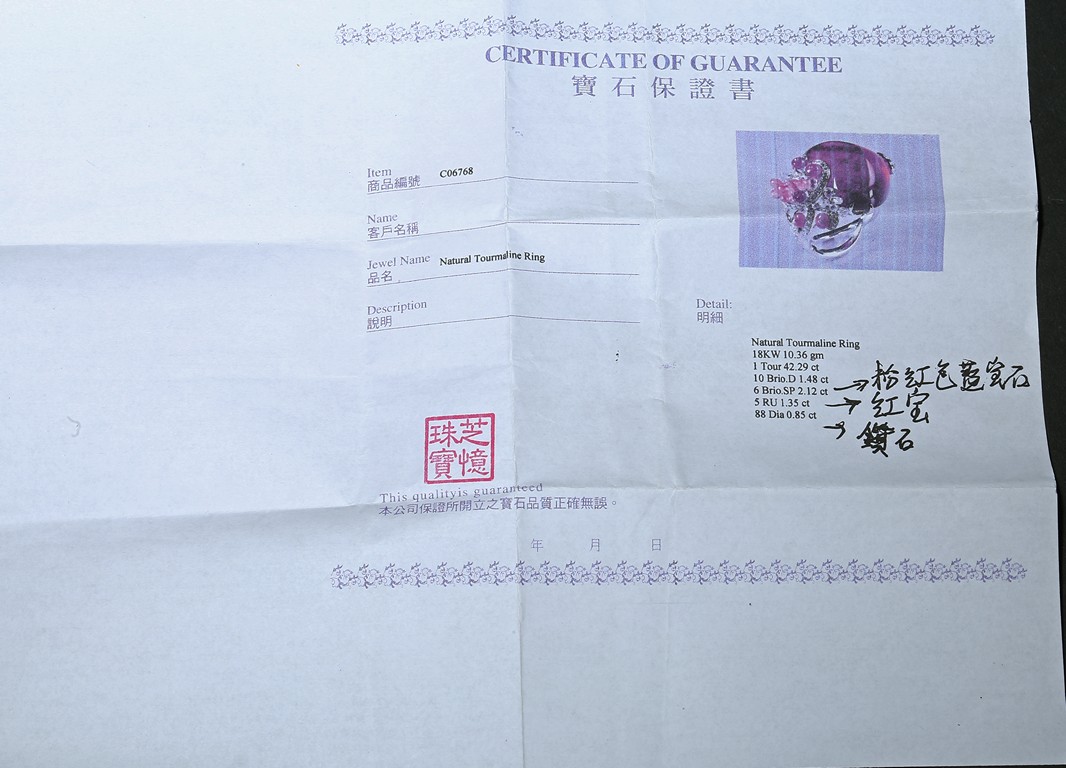 CERTIFICATE OF GUARANTEE
寶石保證書
Item
商品編號 C06768
Name
客戶名稱
Jewel Name Natural Tourmaline Ring
品名
Description
說明
Detail:
明細
Natural Tourmaline Ring
18KW 10.36 gm
1 Tour 42.29 ct
10 Brio.D 1.48 ct
6 Brio.SP 2.12 ct → 粉红色蓝宝石
5 RU 1.35 ct → 红宝
88 Dia 0.85 ct → 鑽石
芝憶
珠寶
This qualityis guaranteed
本公司保證所開立之寶石品質正確無誤。
年 月 日